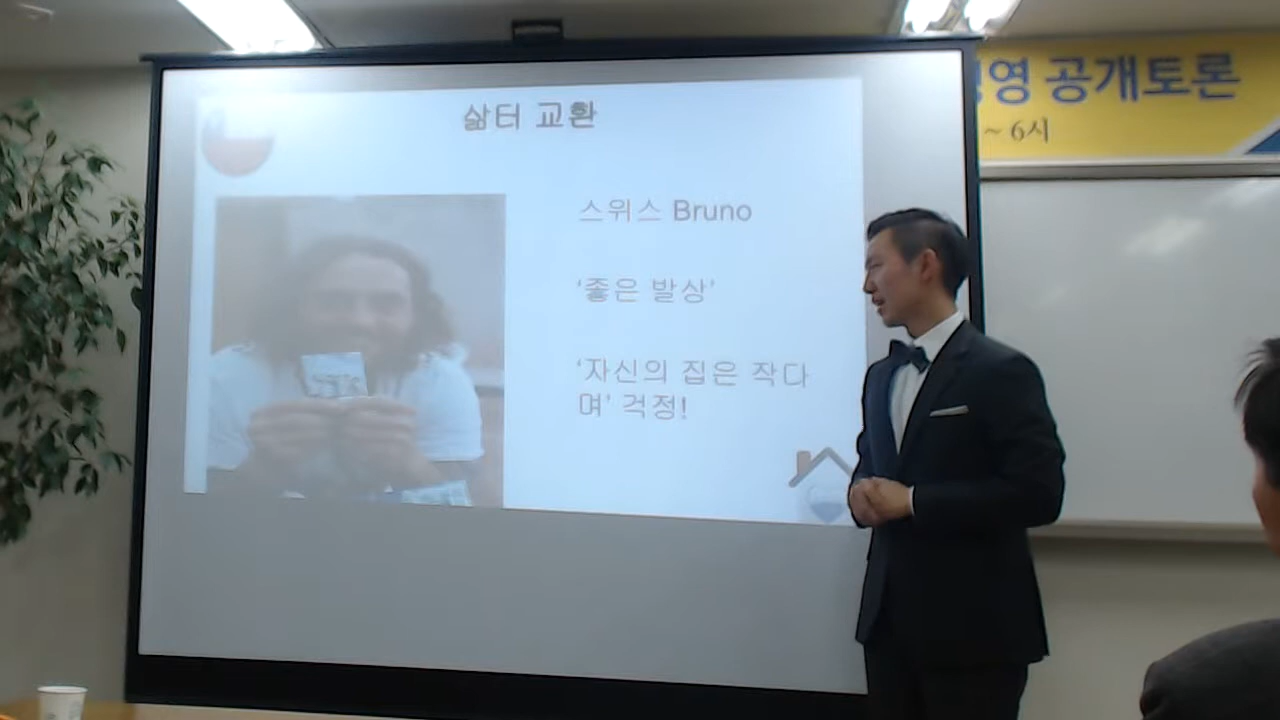 삶터 교환
스위스 Bruno
'좋은 발상'
'자신의 집은 작다
며' 걱정!
영 공개토론
~ 6시